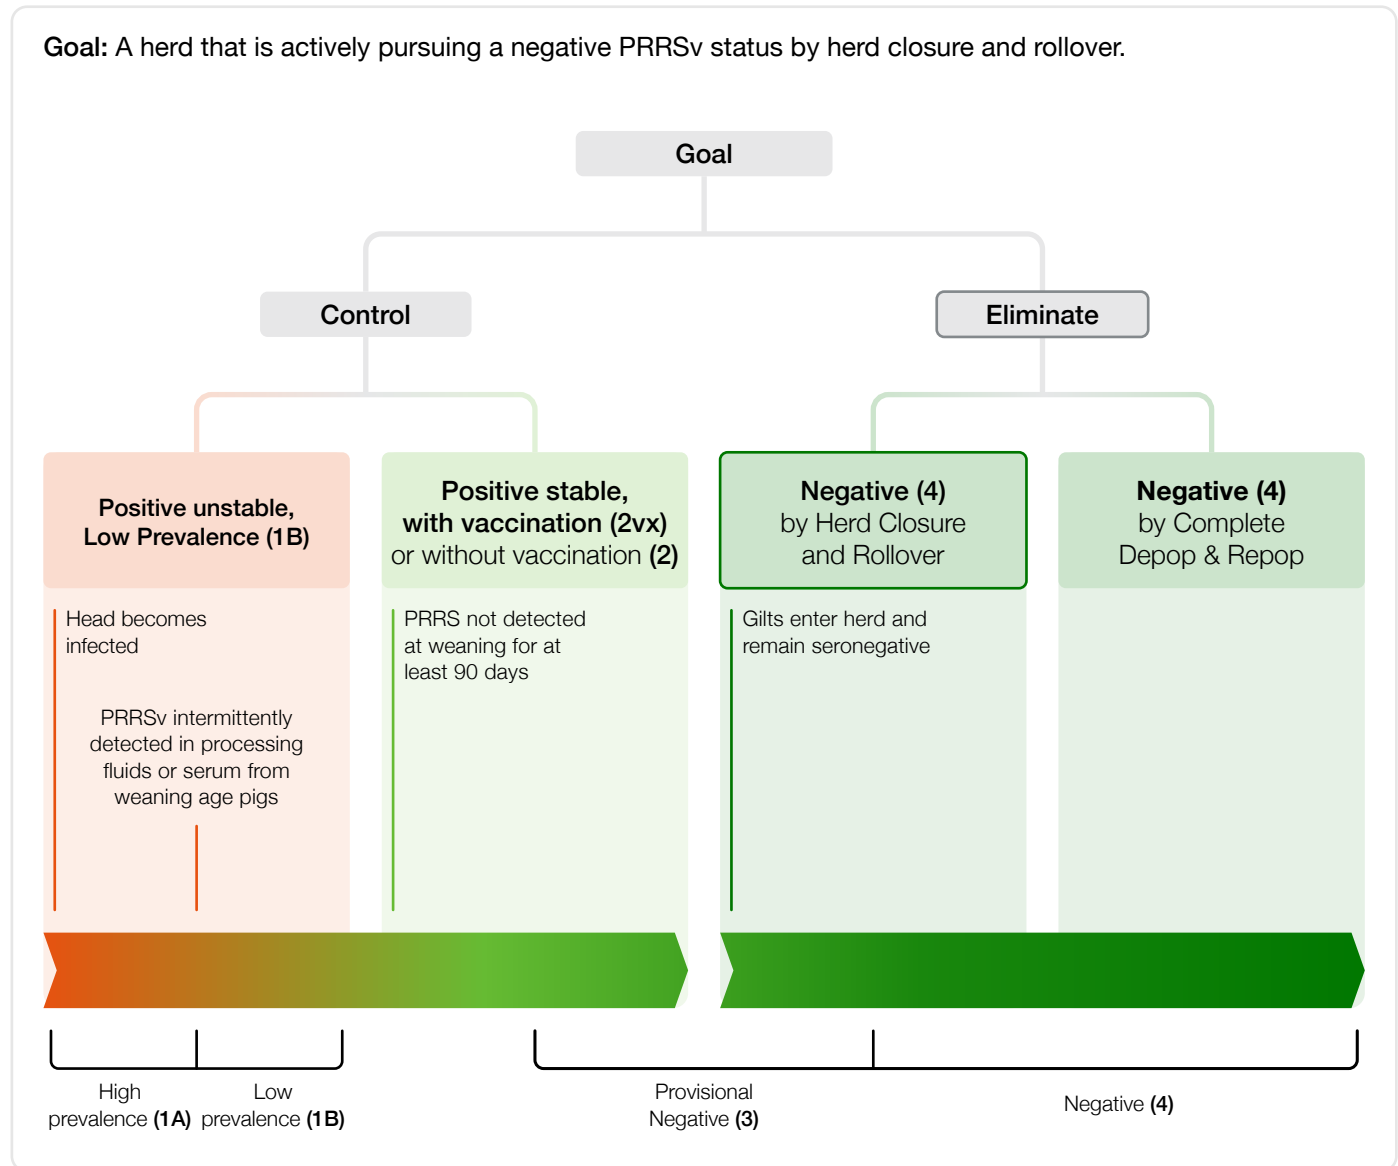 Goal: A herd that is actively pursuing a negative PRRSv status by herd closure and rollover.
Goal
Control
Eliminate
Positive unstable,
Low Prevalence (1B)
Positive stable,
with vaccination (2vx)
or without vaccination (2)
Negative (4)
by Herd Closure
and Rollover
Negative (4)
by Complete
Depop & Repop
Head becomes
infected
PRRSv intermittently
detected in processing
fluids or serum from
weaning age pigs
PRRS not detected
at weaning for at
least 90 days
Gilts enter herd and
remain seronegative
High
prevalence (1A)
Low
prevalence (1B)
Provisional
Negative (3)
Negative (4)